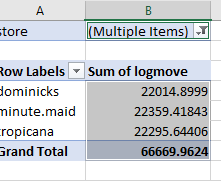 A B
store (Multiple Items)
Row Labels Sum of logmove
dominicks 22014.8999
minute.maid 22359.41843
tropicana 22295.64406
Grand Total 66669.9624